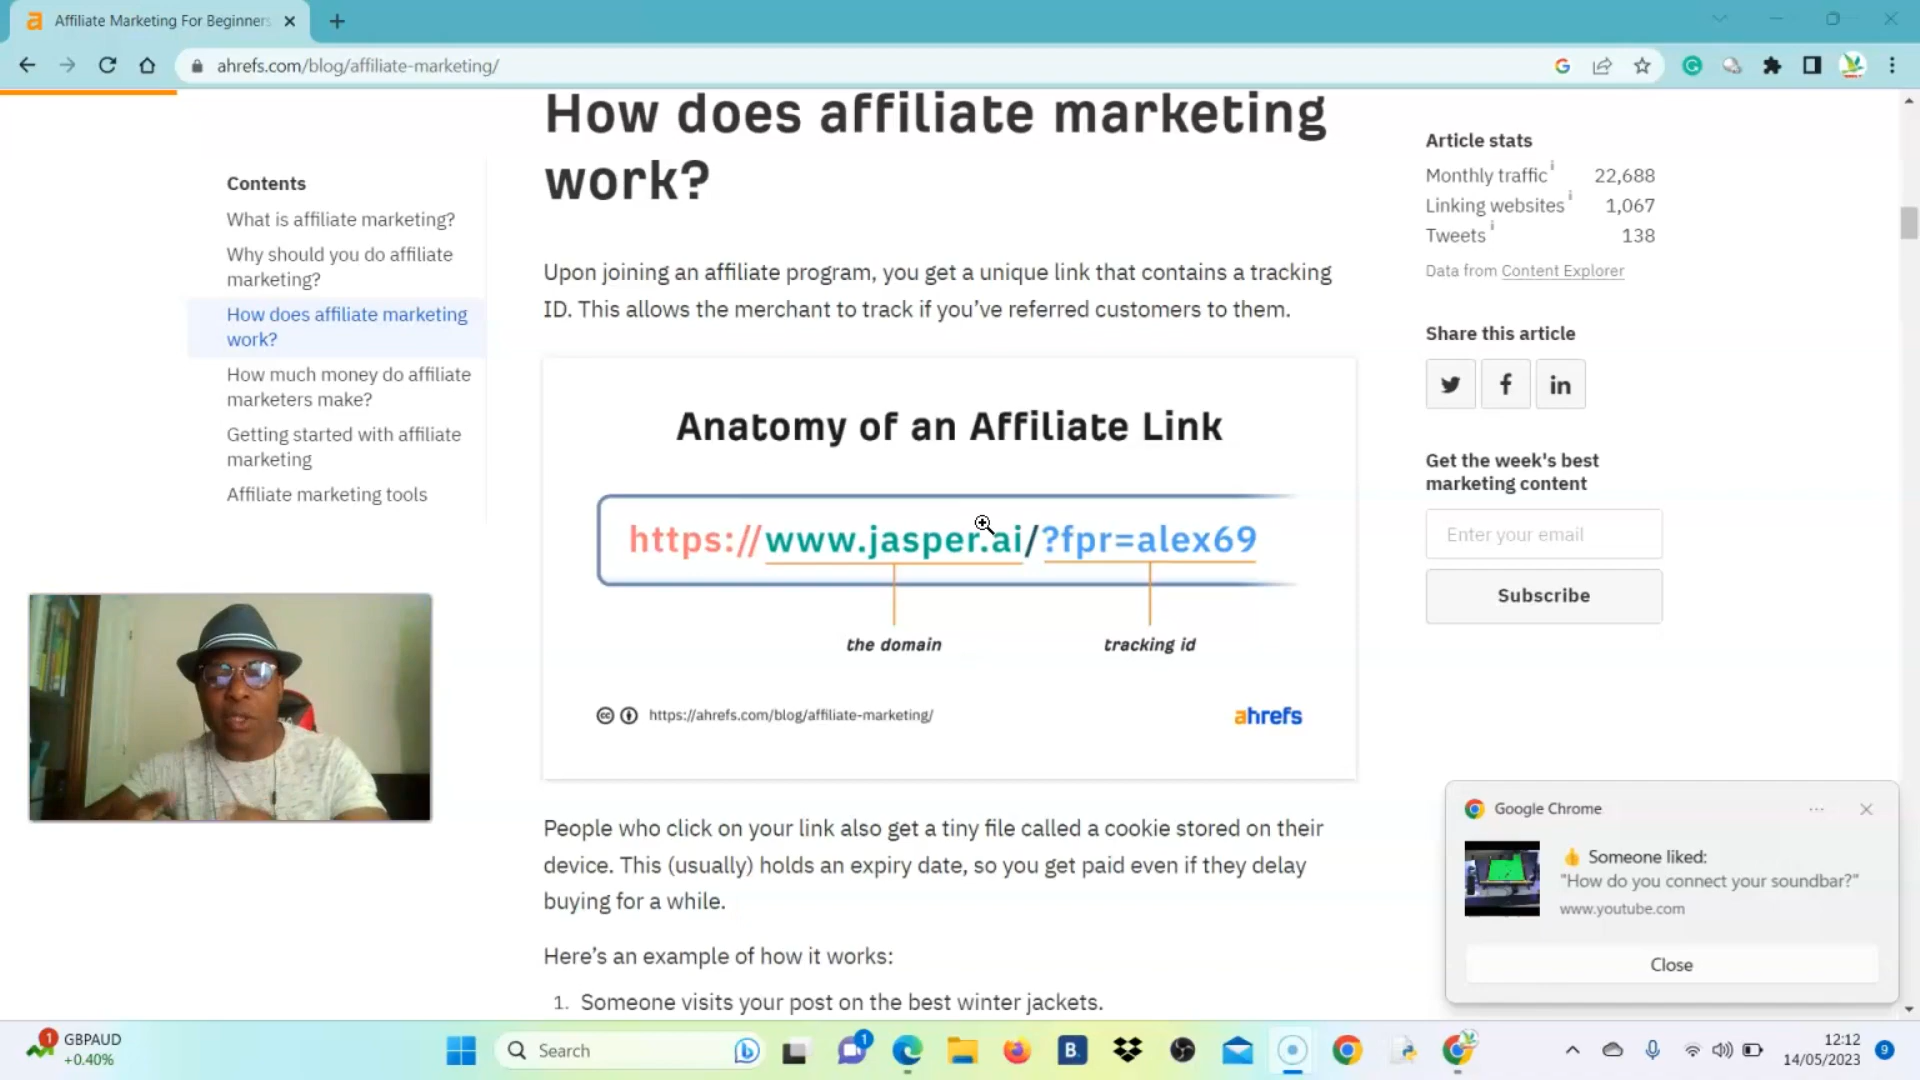 Affiliate Marketing For Beginners
ahrefs.com/blog/affiliate-marketing/
How does affiliate marketing
work?
Contents
What is affiliate marketing?
Why should you do affiliate
marketing?
How does affiliate marketing
work?
How much money do affiliate
marketers make?
Getting started with affiliate
marketing
Affiliate marketing tools
Upon joining an affiliate program, you get a unique link that contains a tracking
ID. This allows the merchant to track if you’ve referred customers to them.
Anatomy of an Affiliate Link
https://www.jasper.ai/?fpr=alex69
the domain
tracking id
https://ahrefs.com/blog/affiliate-marketing/
ahrefs
People who click on your link also get a tiny file called a cookie stored on their
device. This (usually) holds an expiry date, so you get paid even if they delay
buying for a while.
Here’s an example of how it works:
1. Someone visits your post on the best winter jackets.
Article stats
Monthly traffic i 22,688
Linking websites i 1,067
Tweets i 138
Data from Content Explorer
Share this article
Get the week's best
marketing content
Enter your email
Subscribe
Google Chrome
Someone liked:
"How do you connect your soundbar?"
www.youtube.com
Close
1
GBPAUD
+0.40%
Search
1
B.
12:12
14/05/2023
9